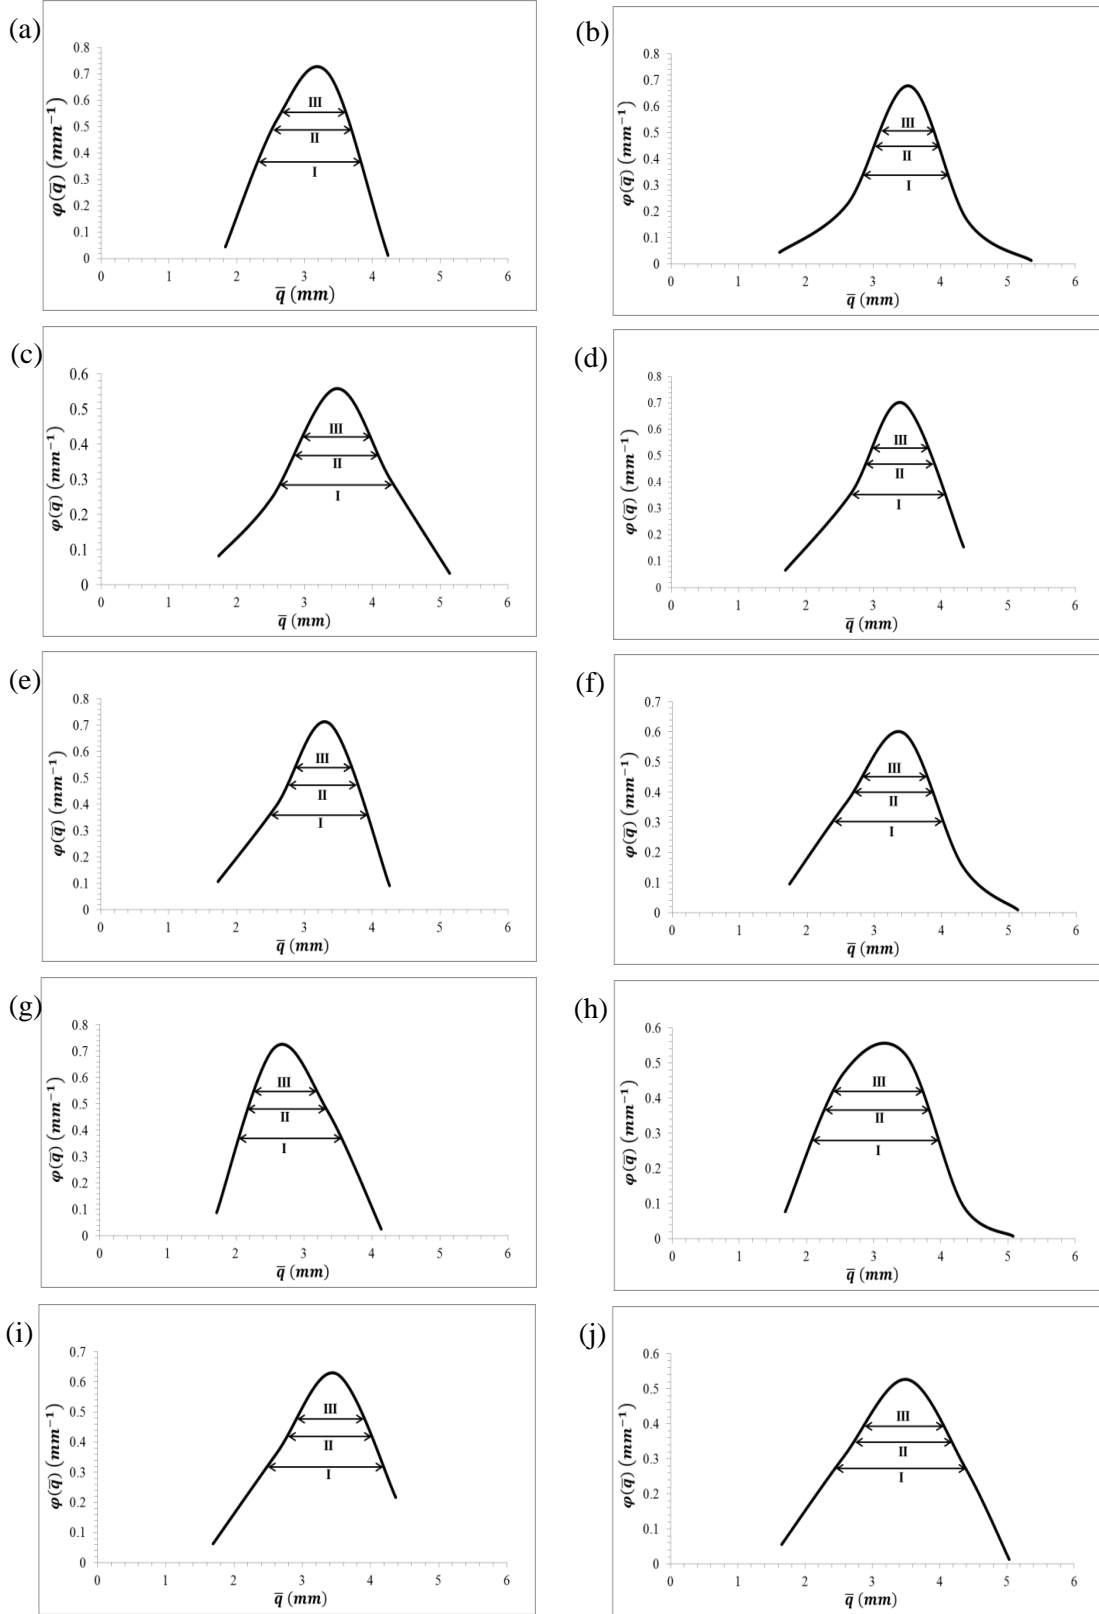 (a)
φ(q̅) (mm⁻¹)
0.8
0.7
0.6
0.5
0.4
0.3
0.2
0.1
0
III
II
I
0 1 2 3 4 5 6
q̅ (mm)
(b)
φ(q̅) (mm⁻¹)
0.8
0.7
0.6
0.5
0.4
0.3
0.2
0.1
0
III
II
I
0 1 2 3 4 5 6
q̅ (mm)
(c)
φ(q̅) (mm⁻¹)
0.6
0.5
0.4
0.3
0.2
0.1
0
III
II
I
0 1 2 3 4 5 6
q̅ (mm)
(d)
φ(q̅) (mm⁻¹)
0.8
0.7
0.6
0.5
0.4
0.3
0.2
0.1
0
III
II
I
0 1 2 3 4 5 6
q̅ (mm)
(e)
φ(q̅) (mm⁻¹)
0.8
0.7
0.6
0.5
0.4
0.3
0.2
0.1
0
III
II
I
0 1 2 3 4 5 6
q̅ (mm)
(f)
φ(q̅) (mm⁻¹)
0.7
0.6
0.5
0.4
0.3
0.2
0.1
0
III
II
I
0 1 2 3 4 5 6
q̅ (mm)
(g)
φ(q̅) (mm⁻¹)
0.8
0.7
0.6
0.5
0.4
0.3
0.2
0.1
0
III
II
I
0 1 2 3 4 5 6
q̅ (mm)
(h)
φ(q̅) (mm⁻¹)
0.6
0.5
0.4
0.3
0.2
0.1
0
III
II
I
0 1 2 3 4 5 6
q̅ (mm)
(i)
φ(q̅) (mm⁻¹)
0.7
0.6
0.5
0.4
0.3
0.2
0.1
0
III
II
I
0 1 2 3 4 5 6
q̅ (mm)
(j)
φ(q̅) (mm⁻¹)
0.6
0.5
0.4
0.3
0.2
0.1
0
III
II
I
0 1 2 3 4 5 6
q̅ (mm)